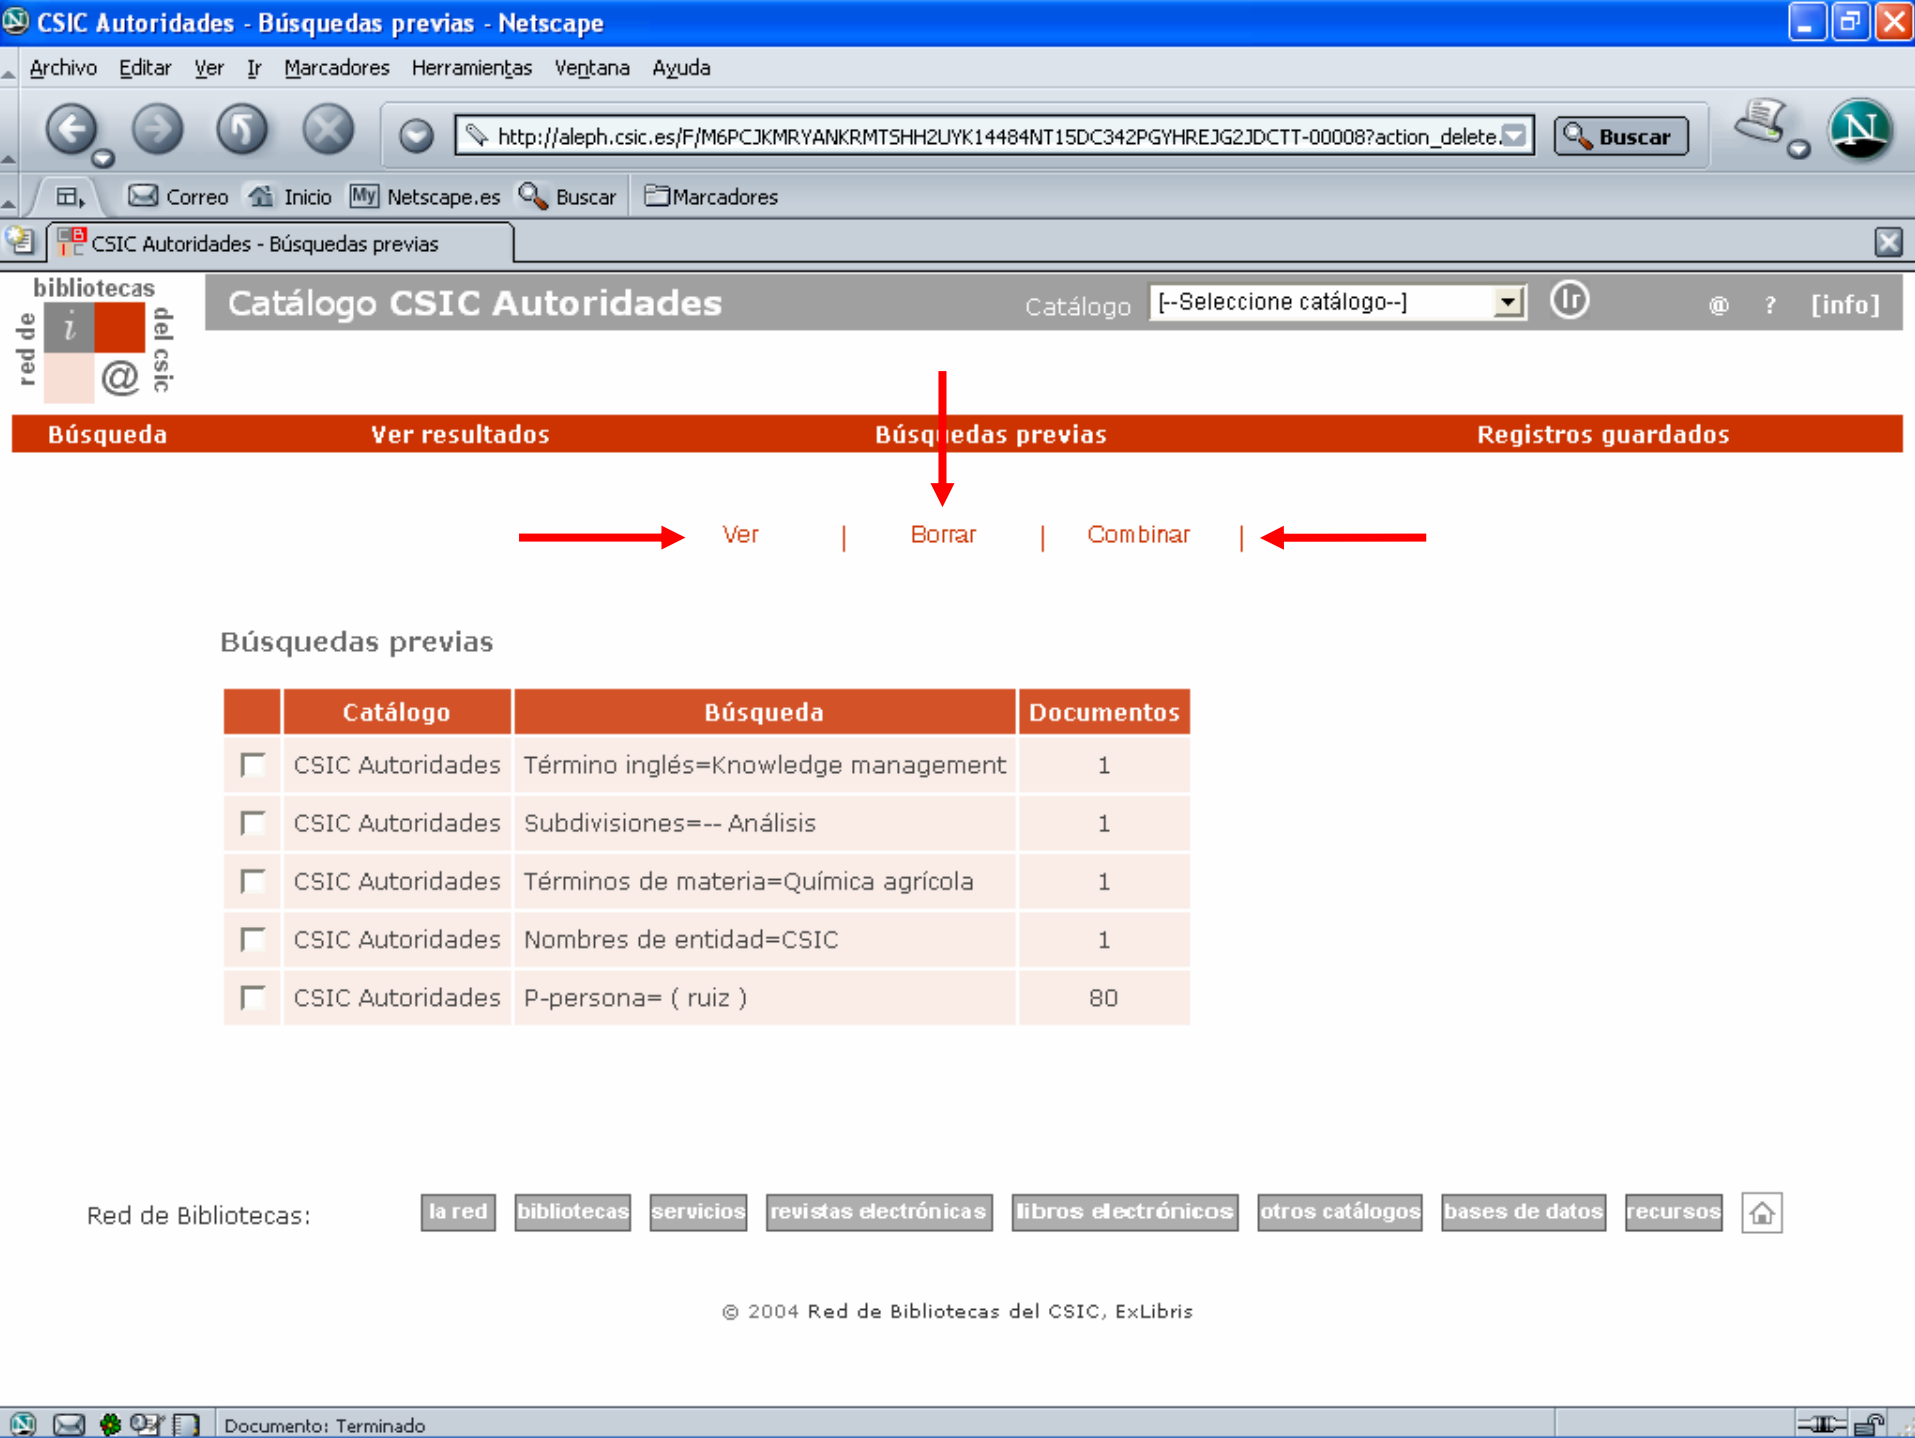 CSIC Autoridades - Búsquedas previas - Netscape
Archivo Editar Ver Ir Marcadores Herramientas Ventana Ayuda
http://aleph.csic.es/F/M6PCJKMRYANKRMTSHH2UYK14484NT15DC342PGYHREJG2JDCTT-00008?action_delete. Buscar N
Correo Inicio My Netscape.es Buscar Marcadores
CSIC Autoridades - Búsquedas previas
red de bibliotecas del csic
i
@
Catálogo CSIC Autoridades Catálogo [--Seleccione catálogo--] Ir @ ? [info]
Búsqueda Ver resultados Búsquedas previas Registros guardados
Ver | Borrar | Combinar |
Búsquedas previas
Catálogo Búsqueda Documentos
CSIC Autoridades Término inglés=Knowledge management 1
CSIC Autoridades Subdivisiones=-- Análisis 1
CSIC Autoridades Términos de materia=Química agrícola 1
CSIC Autoridades Nombres de entidad=CSIC 1
CSIC Autoridades P-persona= ( ruiz ) 80
Red de Bibliotecas: la red bibliotecas servicios revistas electrónicas libros electrónicos otros catálogos bases de datos recursos
© 2004 Red de Bibliotecas del CSIC, ExLibris
Documento: Terminado